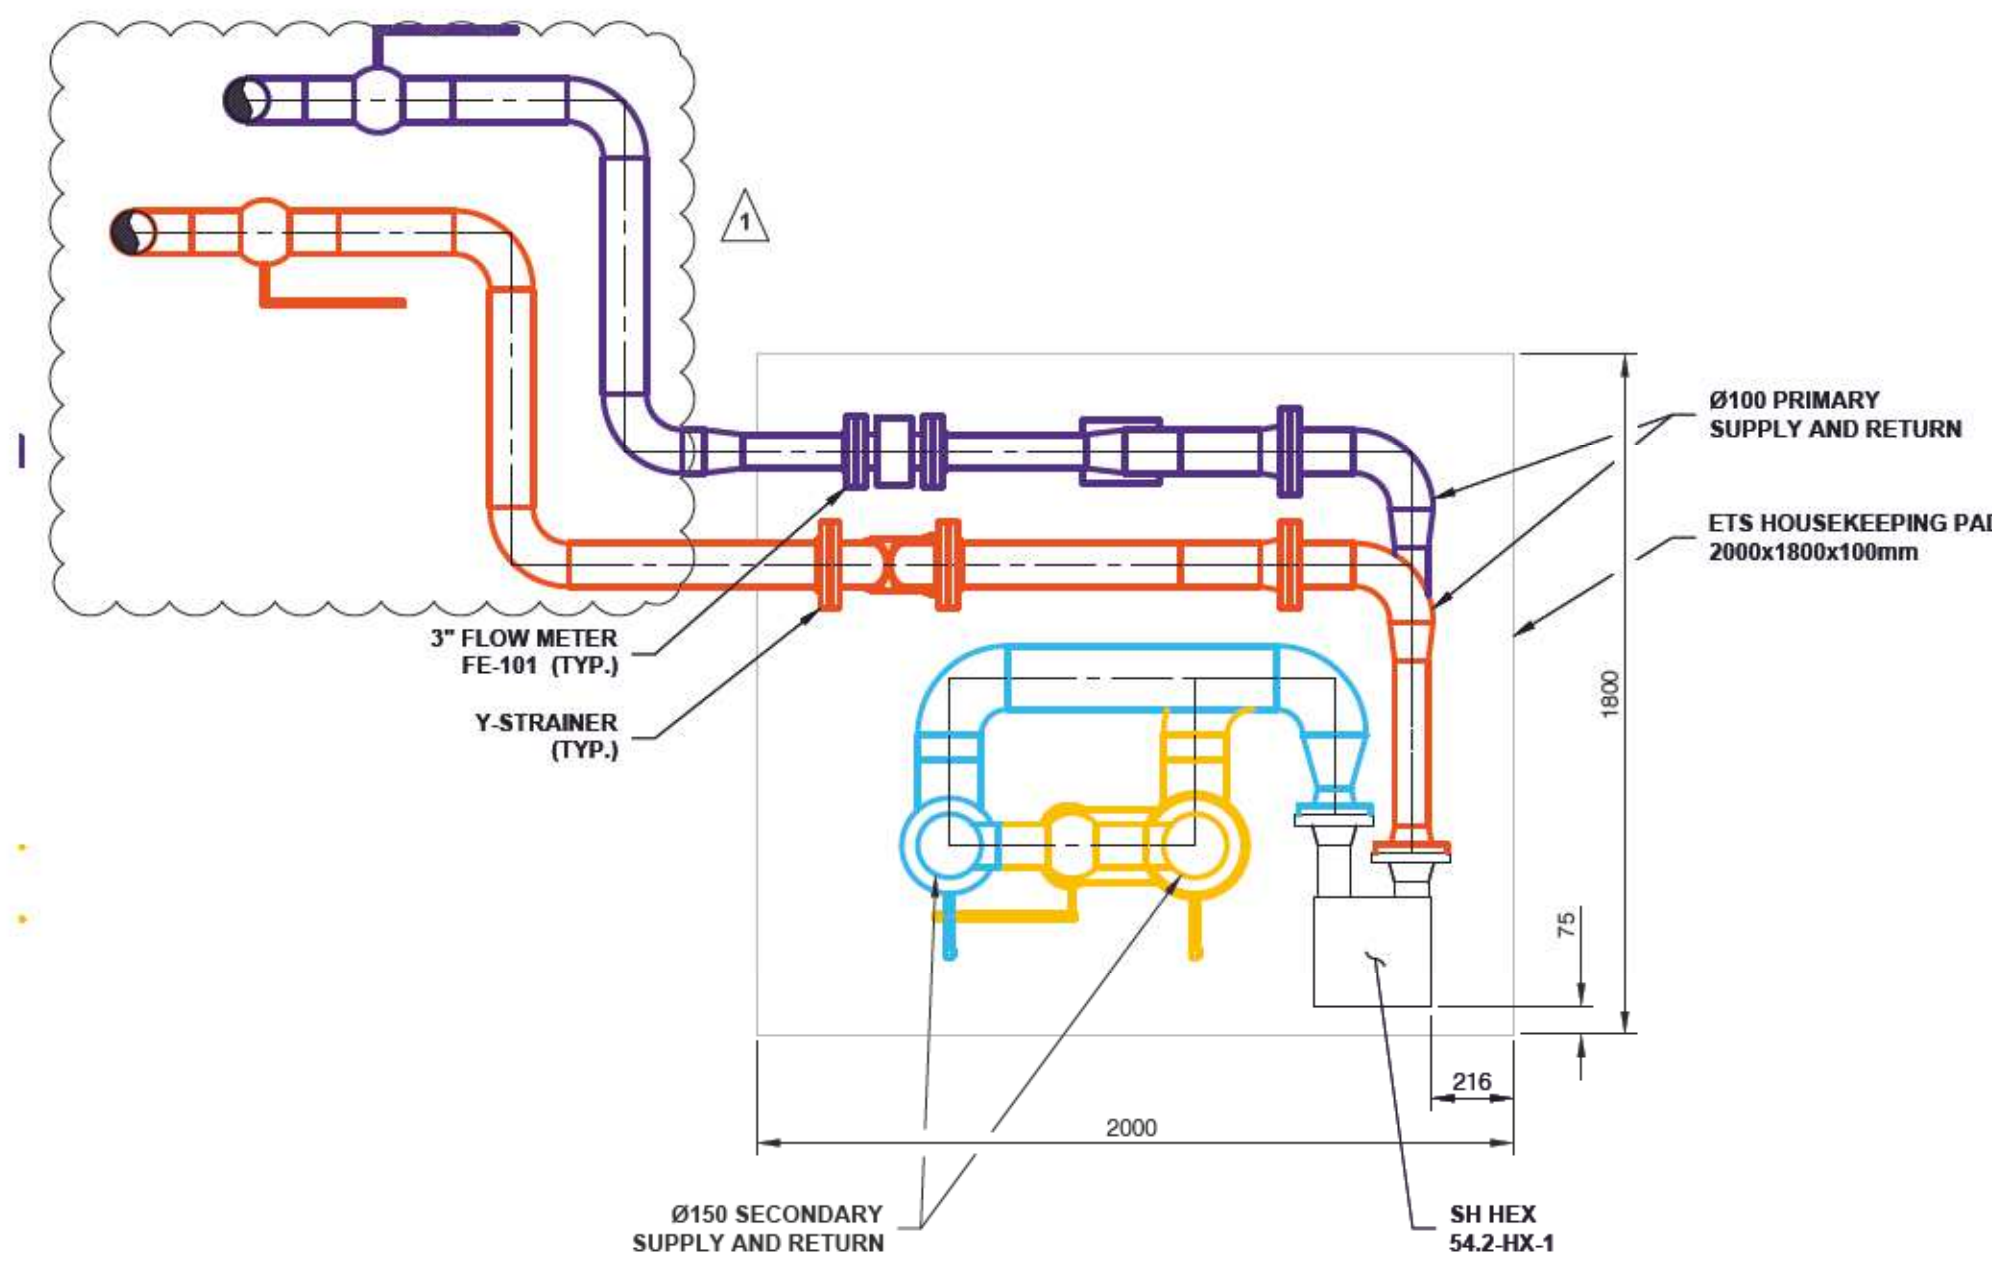 1
Ø100 PRIMARY
SUPPLY AND RETURN
ETS HOUSEKEEPING PAD
2000x1800x100mm
3" FLOW METER
FE-101 (TYP.)
Y-STRAINER
(TYP.)
1800
75
216
2000
Ø150 SECONDARY
SUPPLY AND RETURN
SH HEX
54.2-HX-1